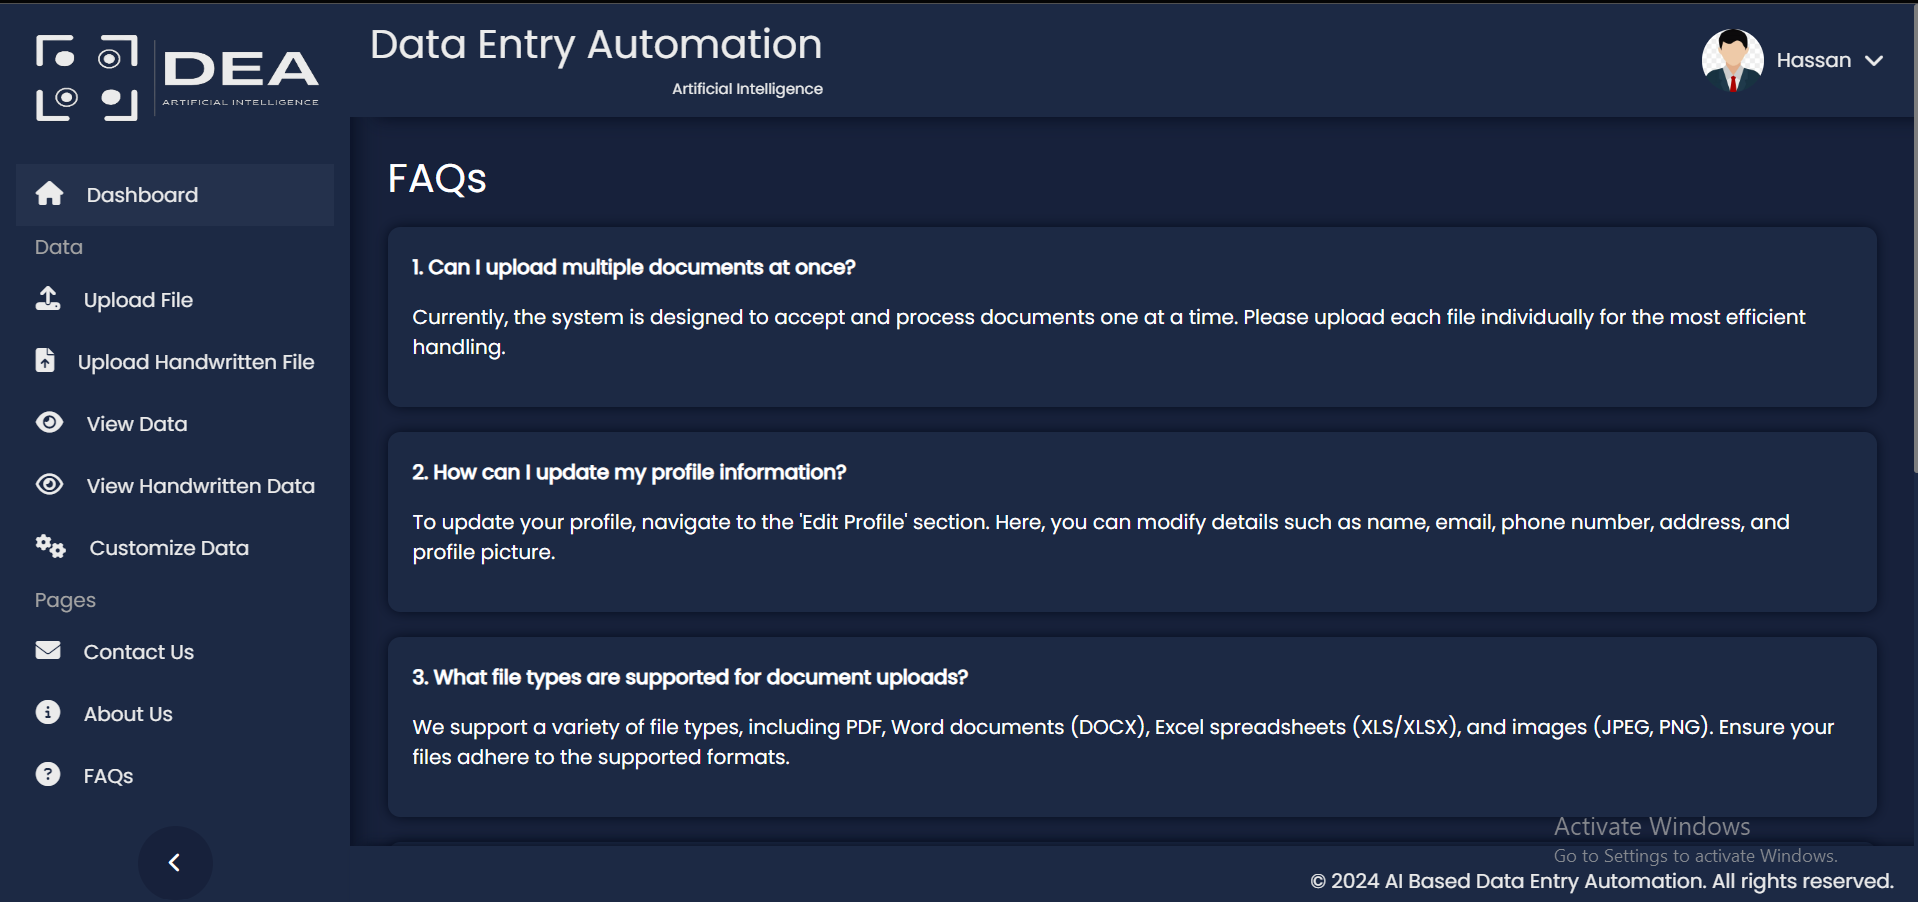 DEA
ARTIFICIAL INTELLIGENCE
Data Entry Automation
Artificial Intelligence
Hassan
Dashboard
Data
Upload File
Upload Handwritten File
View Data
View Handwritten Data
Customize Data
Pages
Contact Us
About Us
FAQs
FAQs
1. Can I upload multiple documents at once?
Currently, the system is designed to accept and process documents one at a time. Please upload each file individually for the most efficient
handling.
2. How can I update my profile information?
To update your profile, navigate to the 'Edit Profile' section. Here, you can modify details such as name, email, phone number, address, and
profile picture.
3. What file types are supported for document uploads?
We support a variety of file types, including PDF, Word documents (DOCX), Excel spreadsheets (XLS/XLSX), and images (JPEG, PNG). Ensure your
files adhere to the supported formats.
Activate Windows
Go to Settings to activate Windows.
© 2024 AI Based Data Entry Automation. All rights reserved.